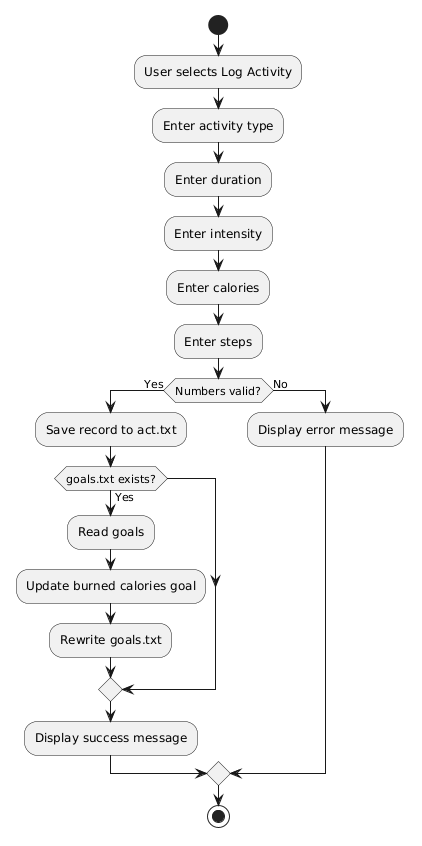 User selects Log Activity
Enter activity type
Enter duration
Enter intensity
Enter calories
Enter steps
Yes
Numbers valid?
No
Save record to act.txt
Display error message
goals.txt exists?
Yes
Read goals
Update burned calories goal
Rewrite goals.txt
Display success message